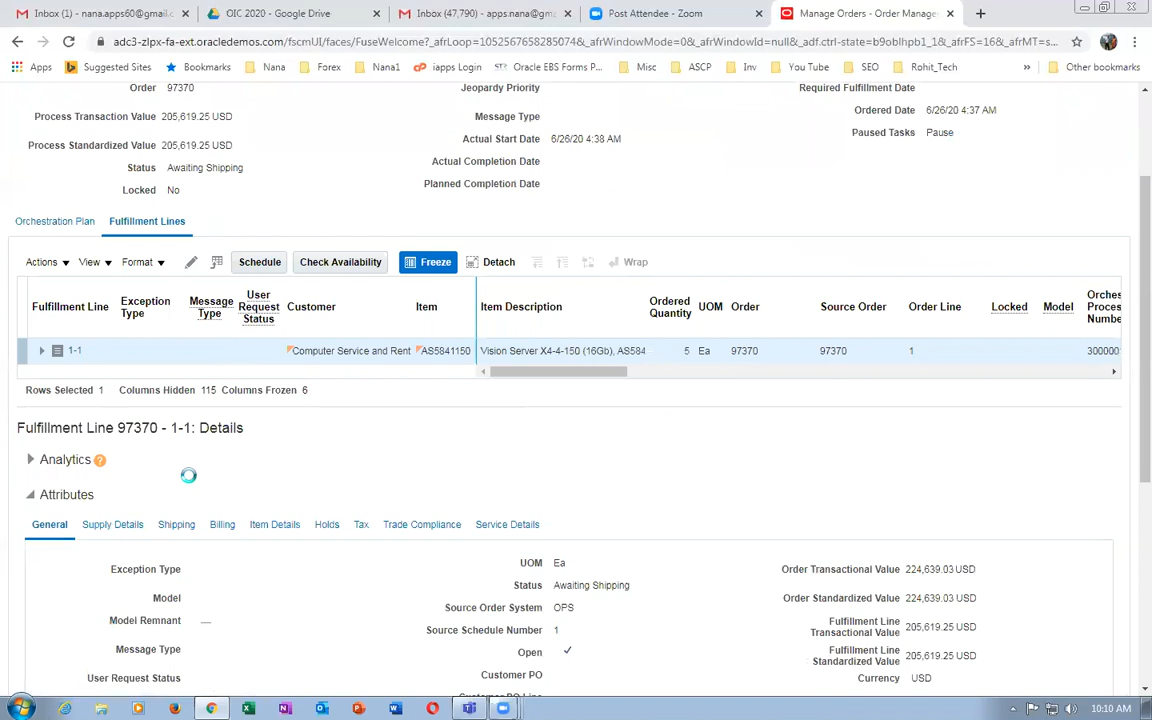 Inbox (1) - nana.apps60@gmail.c
OIC 2020 - Google Drive
Inbox (47,790) - apps.nana@gm
Post Attendee - Zoom
Manage Orders - Order Manage
adc3-zlpx-fa-ext.oracledemos.com/fscmUI/faces/FuseWelcome?_afrLoop=1052567658285074&_afrWindowMode=0&_afrWindowId=null&_adf.ctrl-state=b9oblhpb1_1&_afrFS=16&_afrMT=s...
Apps
Suggested Sites
Bookmarks
Nana
Forex
Nana1
iapps Login
Oracle EBS Forms P...
Misc
ASCP
Inv
You Tube
SEO
Rohit_Tech
»
Other bookmarks
Order 97370
Jeopardy Priority
Required Fulfillment Date
Process Transaction Value 205,619.25 USD
Message Type
Ordered Date 6/26/20 4:37 AM
Process Standardized Value 205,619.25 USD
Actual Start Date 6/26/20 4:38 AM
Paused Tasks Pause
Status Awaiting Shipping
Actual Completion Date
Locked No
Planned Completion Date
Orchestration Plan
Fulfillment Lines
Actions
View
Format
Schedule
Check Availability
Freeze
Detach
Wrap
Fulfillment Line
Exception
Type
Message
Type
User
Request
Status
Customer
Item
Item Description
Ordered
Quantity
UOM
Order
Source Order
Order Line
Locked
Model
Orches
Proces
Numbe
1-1
Computer Service and Rent
AS5841150
Vision Server X4-4-150 (16Gb), AS584
5
Ea
97370
97370
1
300000
Rows Selected 1
Columns Hidden 115
Columns Frozen 6
Fulfillment Line 97370 - 1-1: Details
Analytics ?
Attributes
General
Supply Details
Shipping
Billing
Item Details
Holds
Tax
Trade Compliance
Service Details
Exception Type
UOM Ea
Order Transactional Value 224,639.03 USD
Model
Status Awaiting Shipping
Order Standardized Value 224,639.03 USD
Model Remnant
Source Order System OPS
Fulfillment Line
Transactional Value 205,619.25 USD
Message Type
Source Schedule Number 1
Fulfillment Line
Standardized Value 205,619.25 USD
Open
User Request Status
Customer PO
Currency USD
10:10 AM